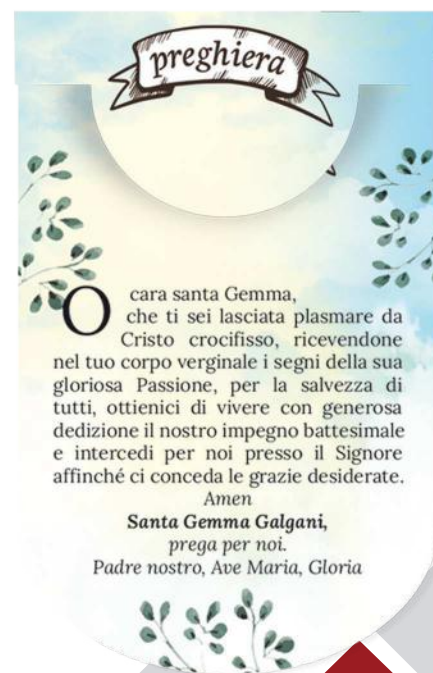 preghiera
O cara santa Gemma,
che ti sei lasciata plasmare da
Cristo crocifisso, ricevendone
nel tuo corpo verginale i segni della sua
gloriosa Passione, per la salvezza di
tutti, ottienici di vivere con generosa
dedizione il nostro impegno battesimale
e intercedi per noi presso il Signore
affinché ci conceda le grazie desiderate.
Amen
Santa Gemma Galgani,
prega per noi.
Padre nostro, Ave Maria, Gloria